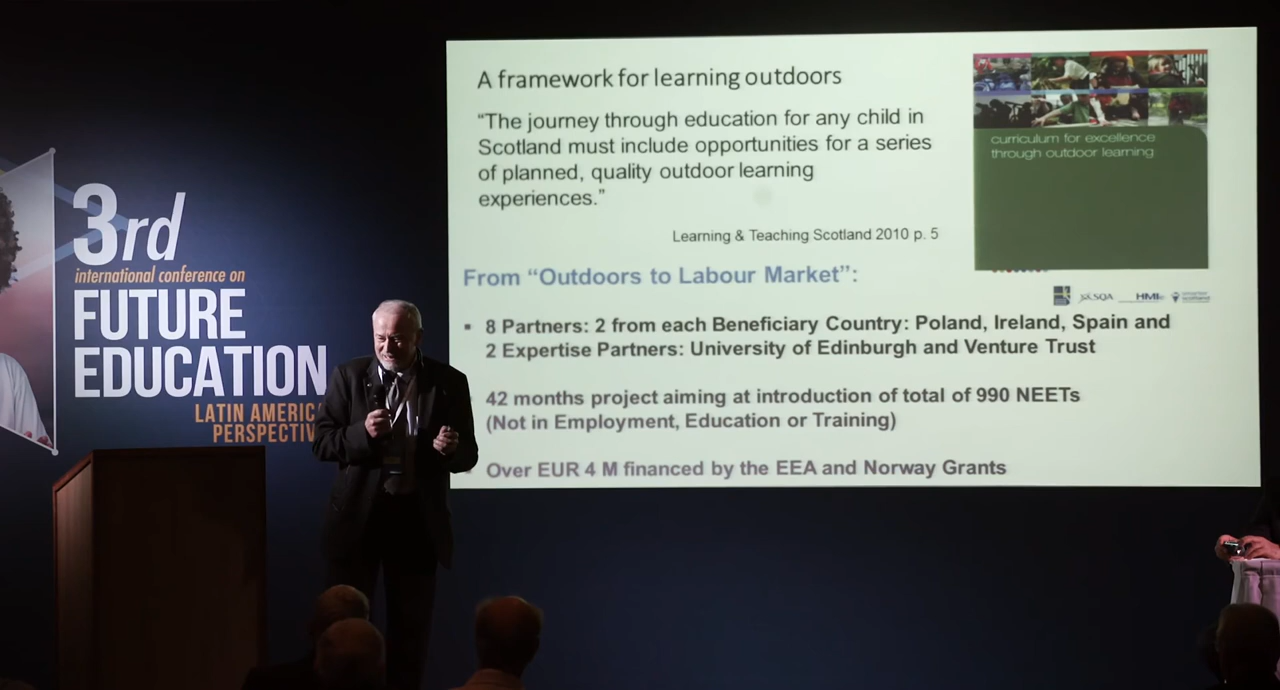 3rd
international conference on
FUTURE
EDUCATION
LATIN
A framework for learning outdoors
“The journey through education for any child in
Scotland must include opportunities for a series
of planned, quality outdoor learning
experiences.”
Learning & Teaching Scotland 2010 p. 5
curriculum for excellence
through outdoor learning
SQA
HMIe
From “Outdoors to Labour Market”:
▪ 8 Partners: 2 from each Beneficiary Country: Poland, Ireland, Spain and
2 Expertise Partners: University of Edinburgh and Venture Trust
42 months project aiming at introduction of total of 990 NEETs
(Not in Employment, Education or Training)
Over EUR 4 M financed by the EEA and Norway Grants